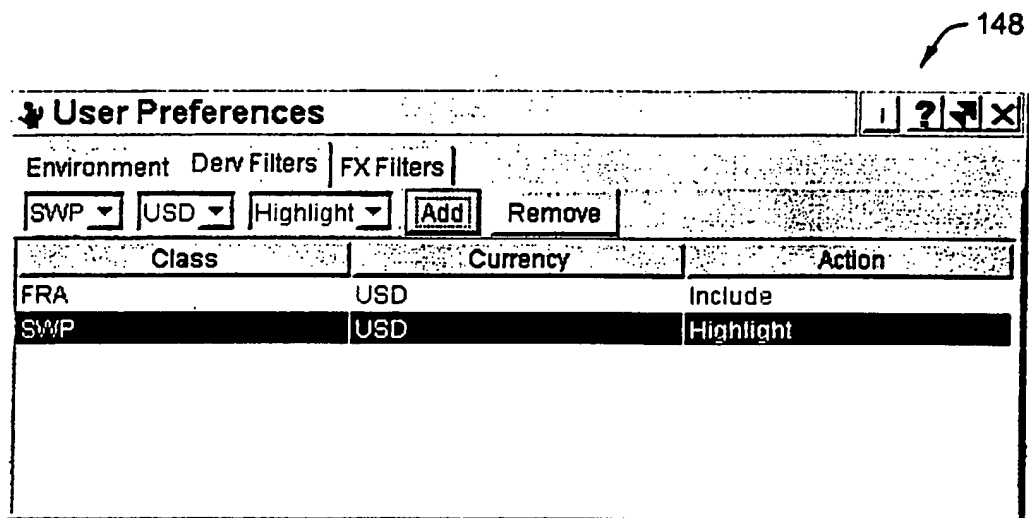 148
User Preferences ?
Environment Derv Filters FX Filters
SWP USD Highlight Add Remove
Class Currency Action
FRA USD Include
SWP USD Highlight